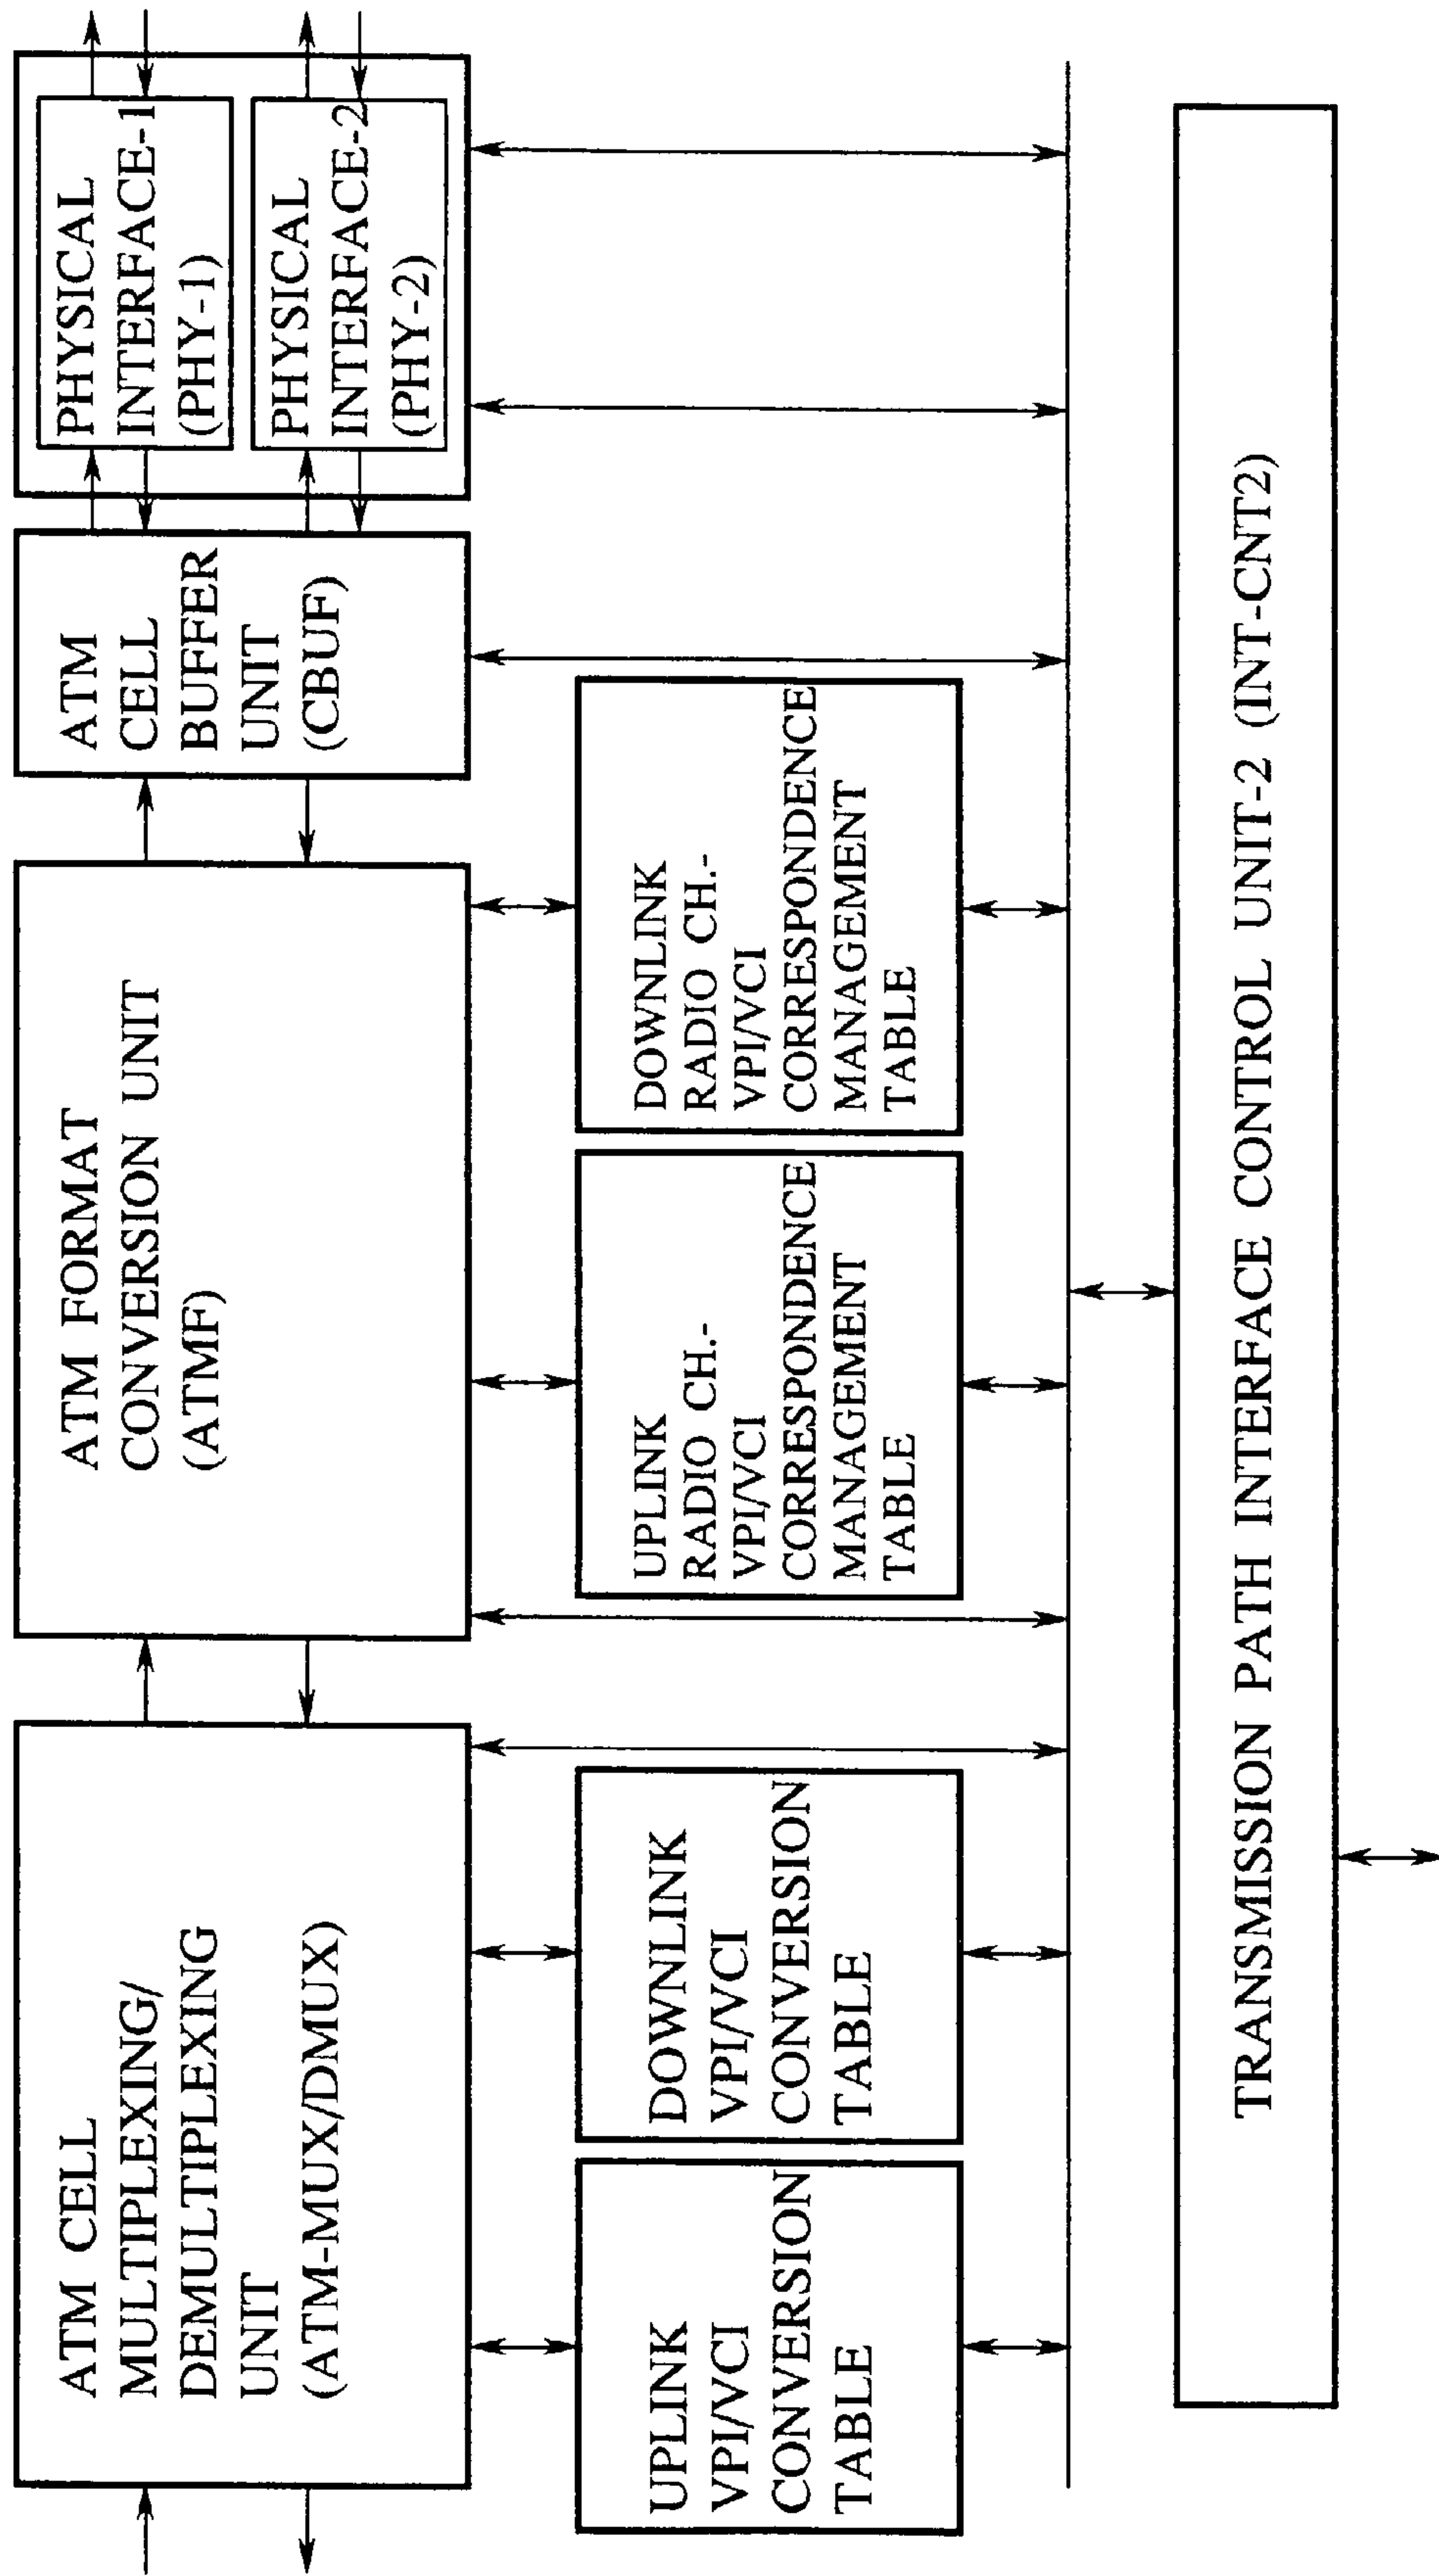 ATM CELL
MULTIPLEXING/
DEMULTIPLEXING
UNIT
(ATM-MUX/DMUX)
ATM FORMAT
CONVERSION UNIT
(ATMF)
ATM
CELL
BUFFER
UNIT
(CBUF)
PHYSICAL
INTERFACE-1
(PHY-1)
PHYSICAL
INTERFACE-2
(PHY-2)
UPLINK
VPI/VCI
CONVERSION
TABLE
DOWNLINK
VPI/VCI
CONVERSION
TABLE
UPLINK
RADIO CH.-
VPI/VCI
CORRESPONDENCE
MANAGEMENT
TABLE
DOWNLINK
RADIO CH.-
VPI/VCI
CORRESPONDENCE
MANAGEMENT
TABLE
TRANSMISSION PATH INTERFACE CONTROL UNIT-2 (INT-CNT2)